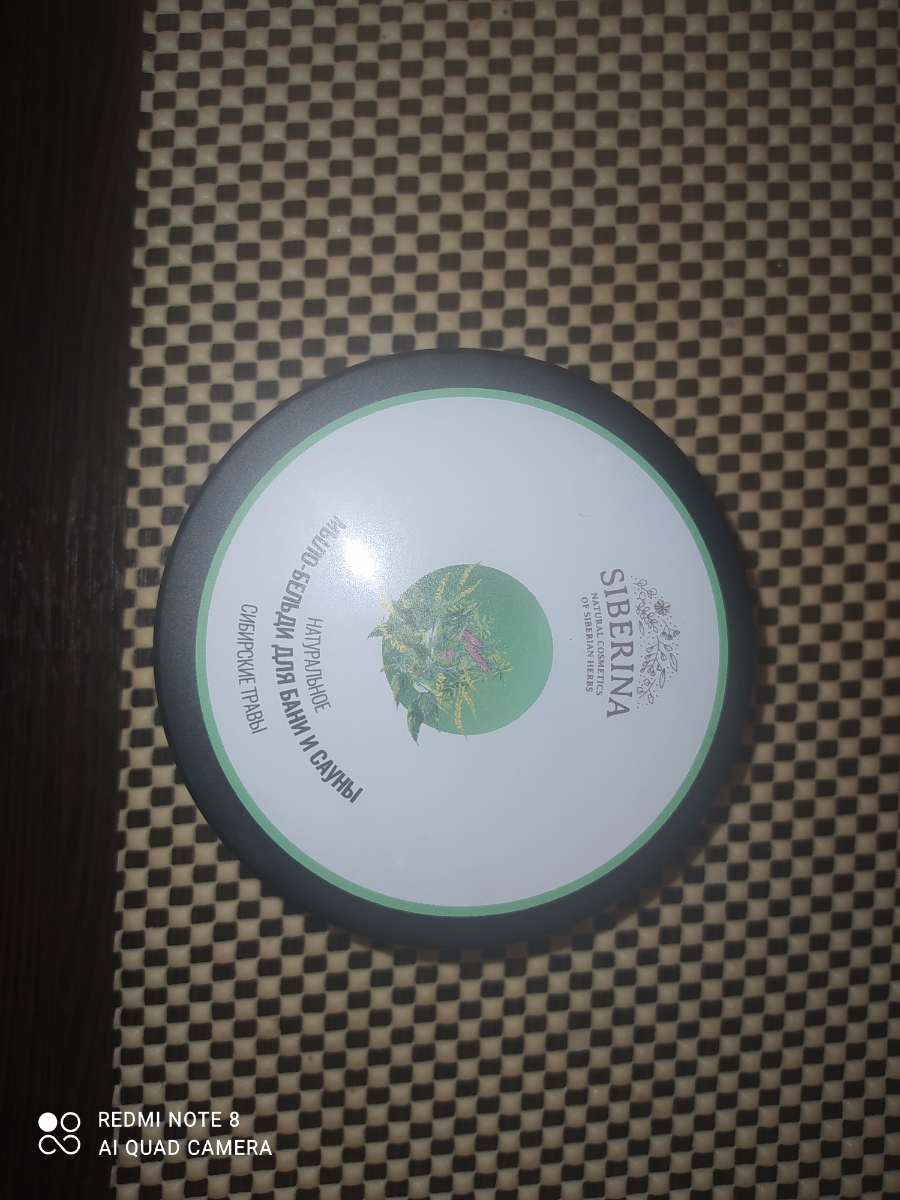 SIBERINA
NATURAL COSMETICS
OF SIBERIAN HERBS
НАТУРАЛЬНОЕ
МЫЛО-БЕЛЬДИ ДЛЯ БАНИ И САУНЫ
СИБИРСКИЕ ТРАВЫ
REDMI NOTE 8
AI QUAD CAMERA